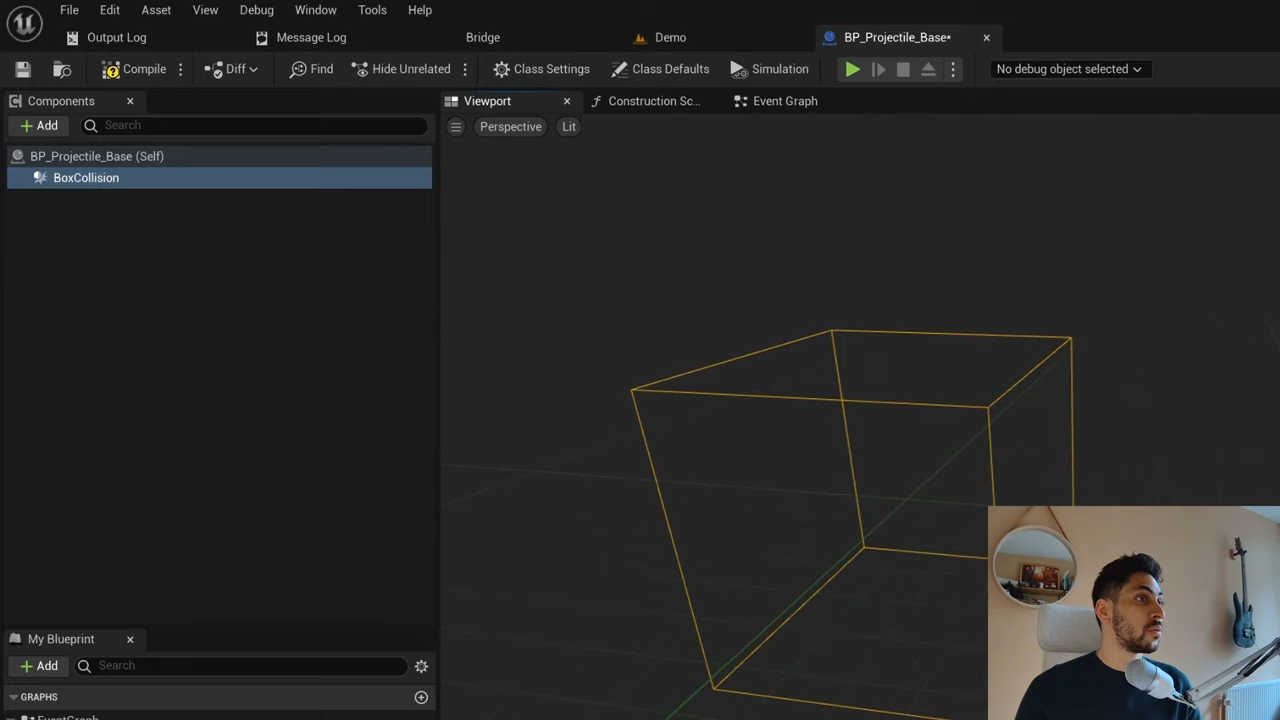 File Edit Asset View Debug Window Tools Help
Output Log Message Log Bridge Demo BP_Projectile_Base*
Compile Diff Find Hide Unrelated Class Settings Class Defaults Simulation No debug object selected
Components Viewport Construction Sc... Event Graph
Add Search Perspective Lit
BP_Projectile_Base (Self)
BoxCollision
My Blueprint
Add Search
GRAPHS
EventGraph